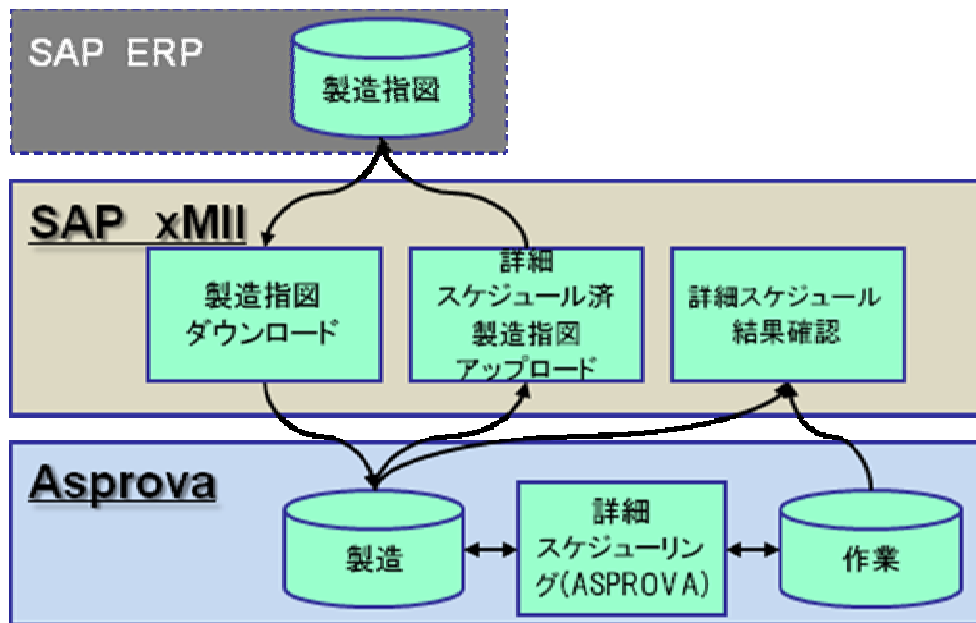 SAP ERP
製造指図
SAP xMII
製造指図
ダウンロード
詳細
スケジュール済
製造指図
アップロード
詳細スケジュール
結果確認
Asprova
製造
詳細
スケジューリン
グ(ASPROVA)
作業